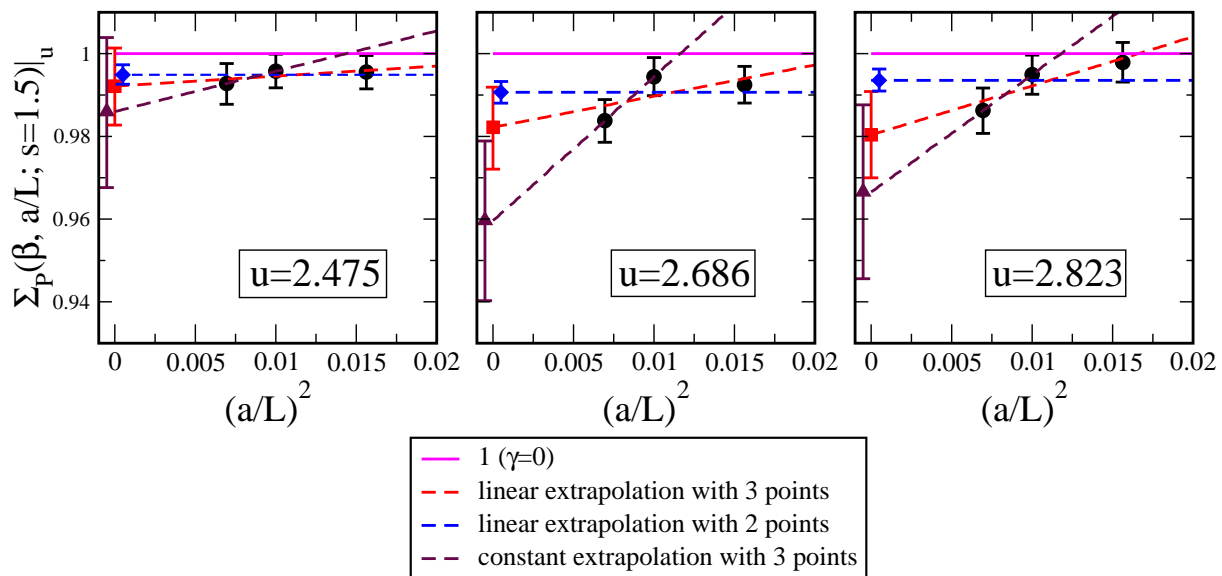 Σ_P(β, a/L; s=1.5)|_u
1
0.98
0.96
0.94
u=2.475
u=2.686
u=2.823
0 0.005 0.01 0.015 0.02
0 0.005 0.01 0.015 0.02
0 0.005 0.01 0.015 0.02
(a/L)^2
(a/L)^2
(a/L)^2
1 (γ=0)
linear extrapolation with 3 points
linear extrapolation with 2 points
constant extrapolation with 3 points